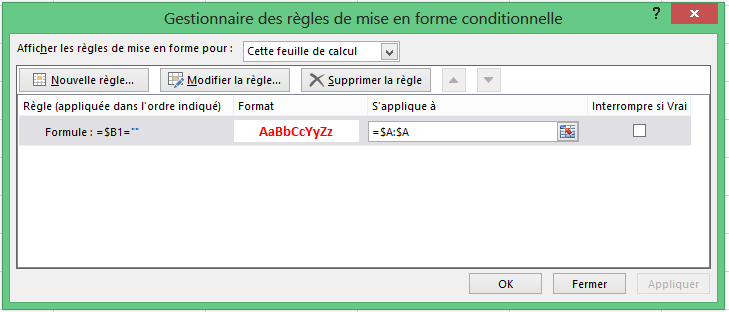 Gestionnaire des règles de mise en forme conditionnelle
?
Afficher les règles de mise en forme pour : Cette feuille de calcul
Nouvelle règle... Modifier la règle... Supprimer la règle
Règle (appliquée dans l'ordre indiqué) Format S'applique à Interrompre si Vrai
Formule : =$B1="" AaBbCcYyZz =$A:$A
OK Fermer Appliquer